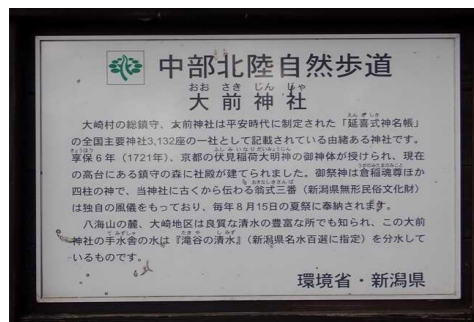 中部北陸自然歩道
大前神社
大崎村の総鎮守、大前神社は平安時代に制定された『延喜式神名帳』
の全国主要神社3,132座の一社として記載されている由緒ある神社です。
享保6年（1721年）、京都の伏見稲荷大明神の御神体が授けられ、現在
の高台にある鎮守の森に社殿が建てられました。御祭神は倉稲魂尊ほか
四柱の神で、当神社に古くから伝わる翁式三番（新潟県無形民俗文化財）
は独自の風儀をもっており、毎年8月15日の夏祭に奉納されます。
八海山の麓、大崎地区は良質な清水の豊富な所でも知られ、この大前
神社の手水舎の水は『滝谷の清水』（新潟県名水百選に指定）を分水して
いるものです。
環境省・新潟県